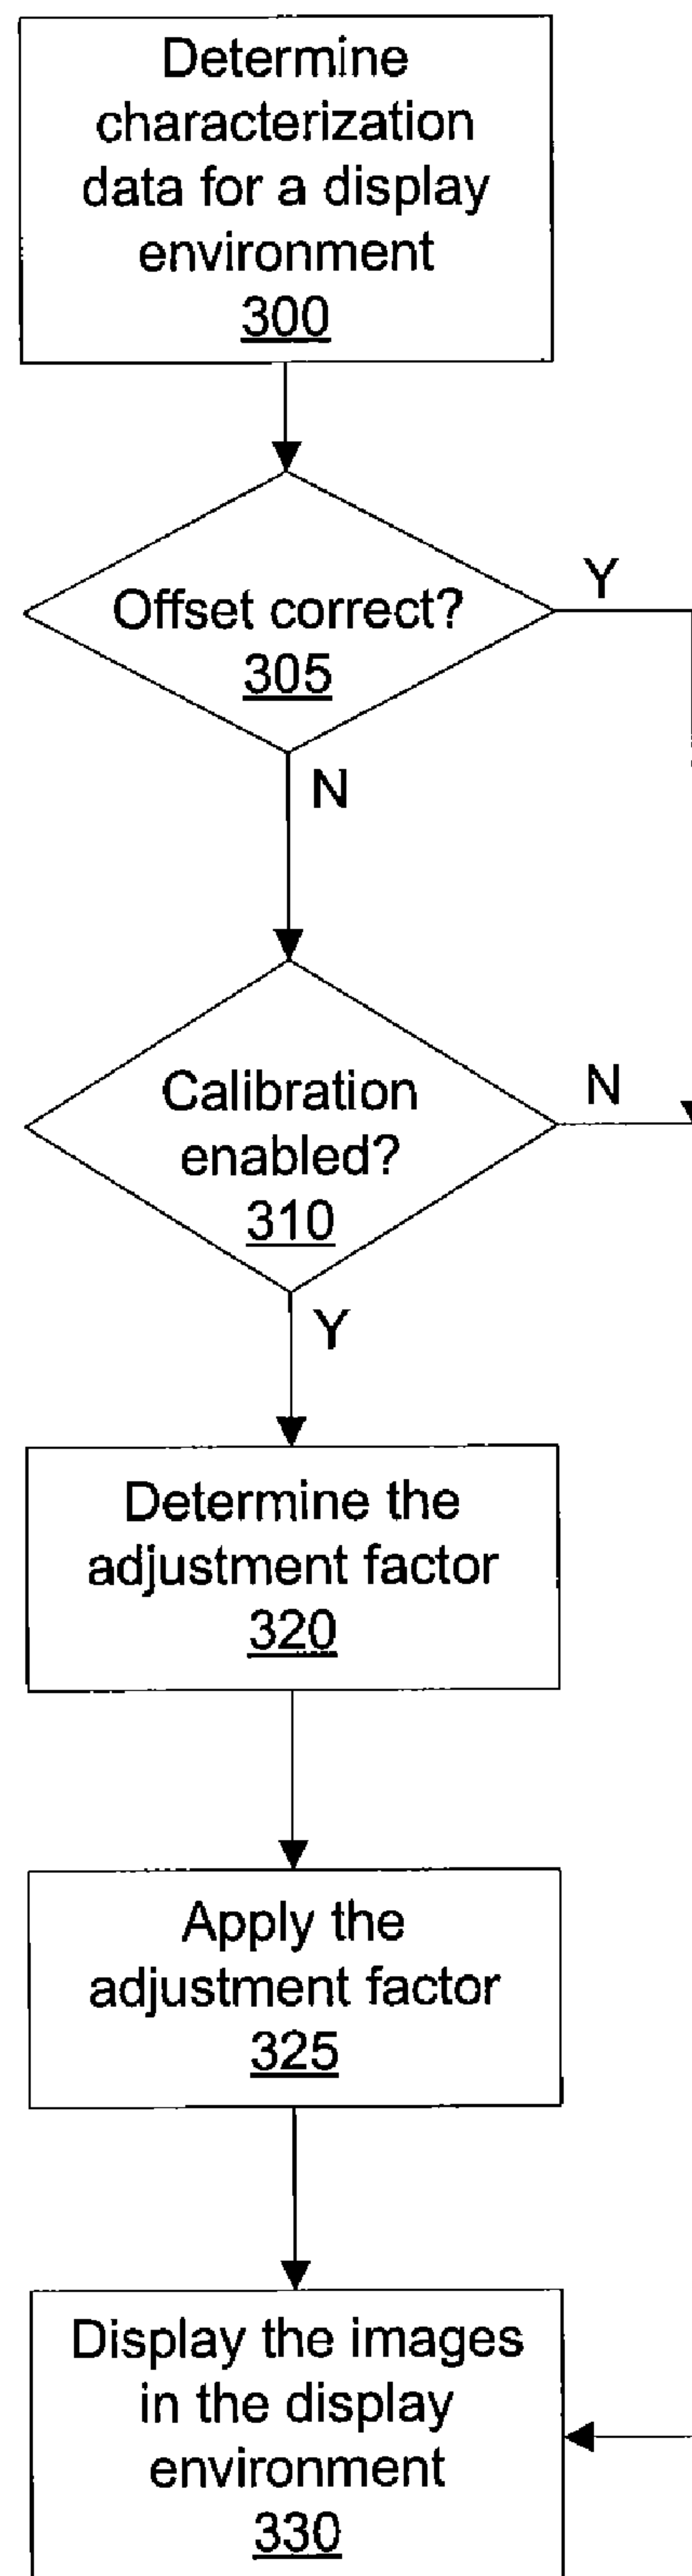 Determine
characterization
data for a display
environment
300
Offset correct?
305
Y
N
Calibration
enabled?
310
N
Y
Determine the
adjustment factor
320
Apply the
adjustment factor
325
Display the images
in the display
environment
330